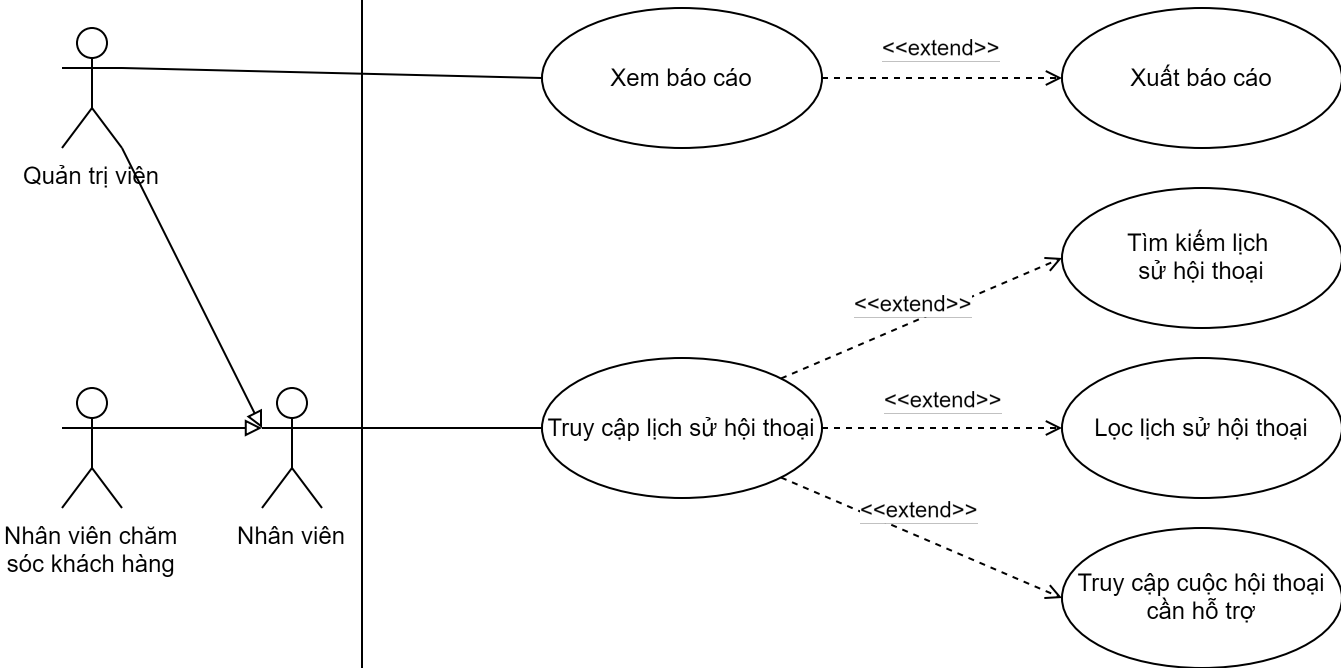 Quản trị viên
Xem báo cáo
<<extend>>
Xuất báo cáo
Tìm kiếm lịch
sử hội thoại
<<extend>>
Nhân viên chăm
sóc khách hàng
Nhân viên
Truy cập lịch sử hội thoại
<<extend>>
Lọc lịch sử hội thoại
<<extend>>
Truy cập cuộc hội thoại
cần hỗ trợ